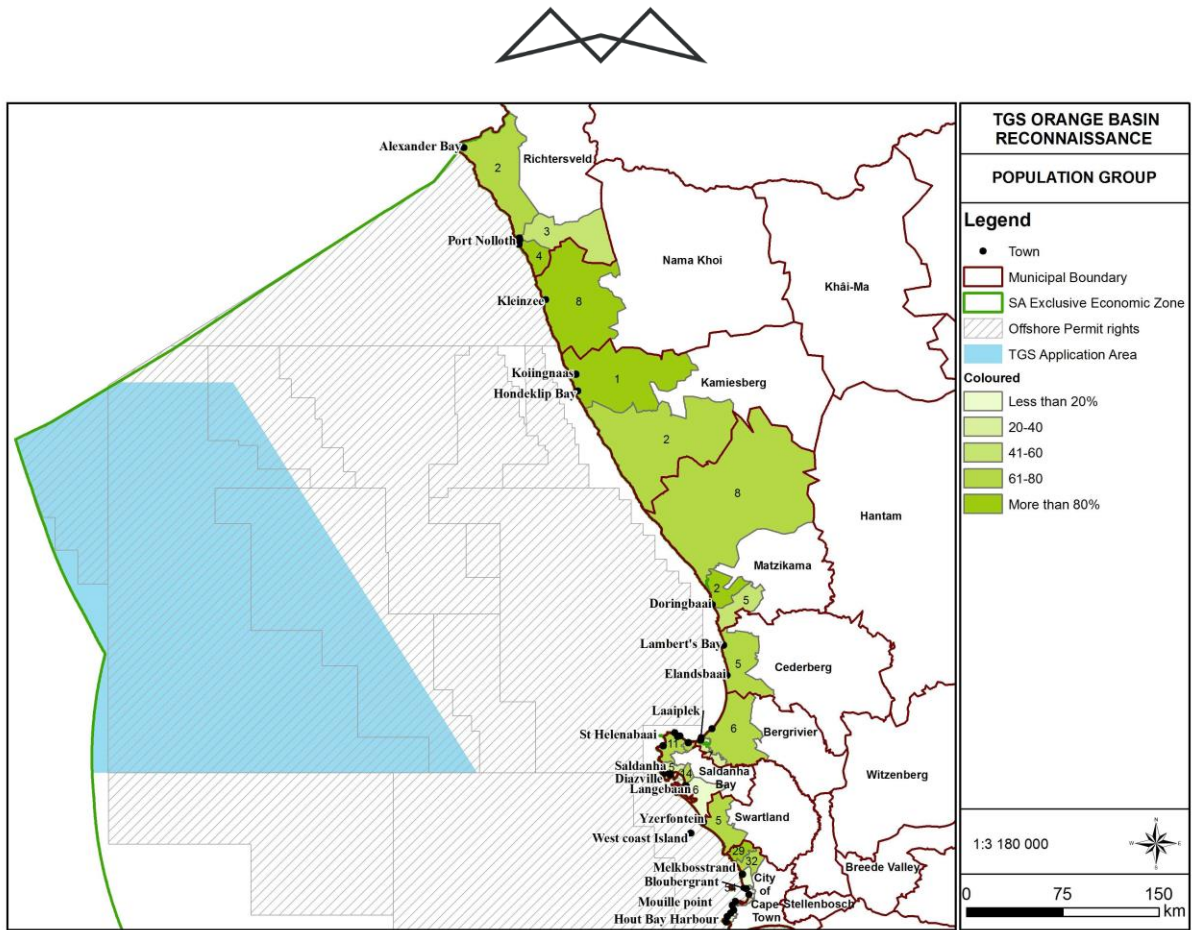 Alexander Bay
Richtersveld
2
Port Nolloth
3
4
Nama Khoi
Khâi-Ma
Kleinzee
8
Koiingnaas
1
Kamiesberg
Hondeklip Bay
2
8
Hantam
Matzikama
2
5
Doringbaai
Lambert's Bay
5
Cederberg
Elandsbaai
Laaiplek
6
Bergrivier
St Helenabaai
11
Witzenberg
Saldanha
5
14
Saldanha
Bay
Diazville
Langebaan
6
Swartland
Yzerfontein
5
West coast Island
29
32
Melkbosstrand
Breede Valley
Bloubergrant
City
of
Cape
Town
Mouille point
Stellenbosch
Hout Bay Harbour
TGS ORANGE BASIN
RECONNAISSANCE
POPULATION GROUP
Legend
Town
Municipal Boundary
SA Exclusive Economic Zone
Offshore Permit rights
TGS Application Area
Coloured
Less than 20%
20-40
41-60
61-80
More than 80%
1:3 180 000
N
W E
S
0 75 150
km